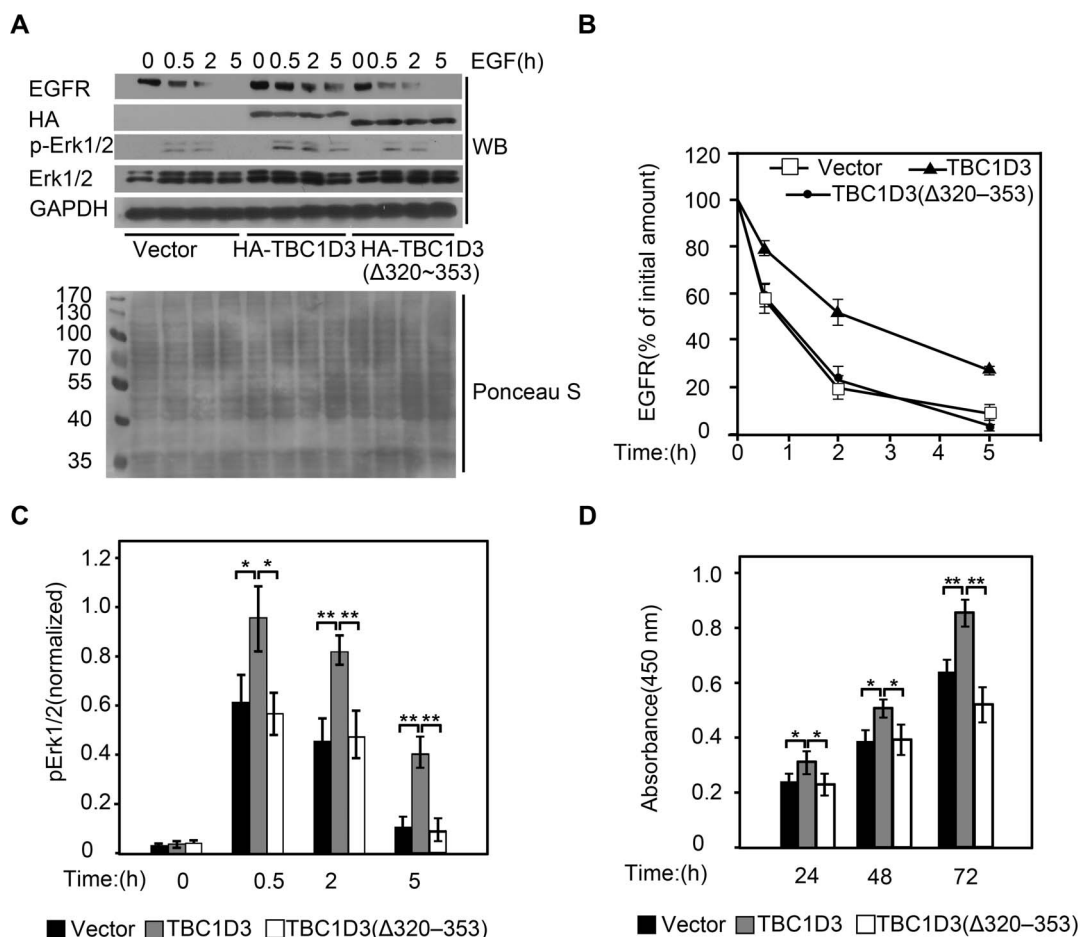 A
0 0.5 2 5 0 0.5 2 5 0 0.5 2 5 EGF(h)
EGFR
HA
p-Erk1/2
Erk1/2
GAPDH
WB
Vector HA-TBC1D3 HA-TBC1D3
(Δ320~353)
170
130
100
70
55
40
35
Ponceau S
B
EGFR(% of initial amount)
120
100
80
60
40
20
0
Vector TBC1D3
TBC1D3(Δ320–353)
Time:(h) 0 1 2 3 4 5
C
pErk1/2(normalized)
1.2
1.0
0.8
0.6
0.4
0.2
0
* *
** **
** **
Time:(h) 0 0.5 2 5
Vector TBC1D3 TBC1D3(Δ320–353)
D
Absorbance(450 nm)
1.0
0.8
0.6
0.4
0.2
0
* *
* *
** **
Time:(h) 24 48 72
Vector TBC1D3 TBC1D3(Δ320–353)